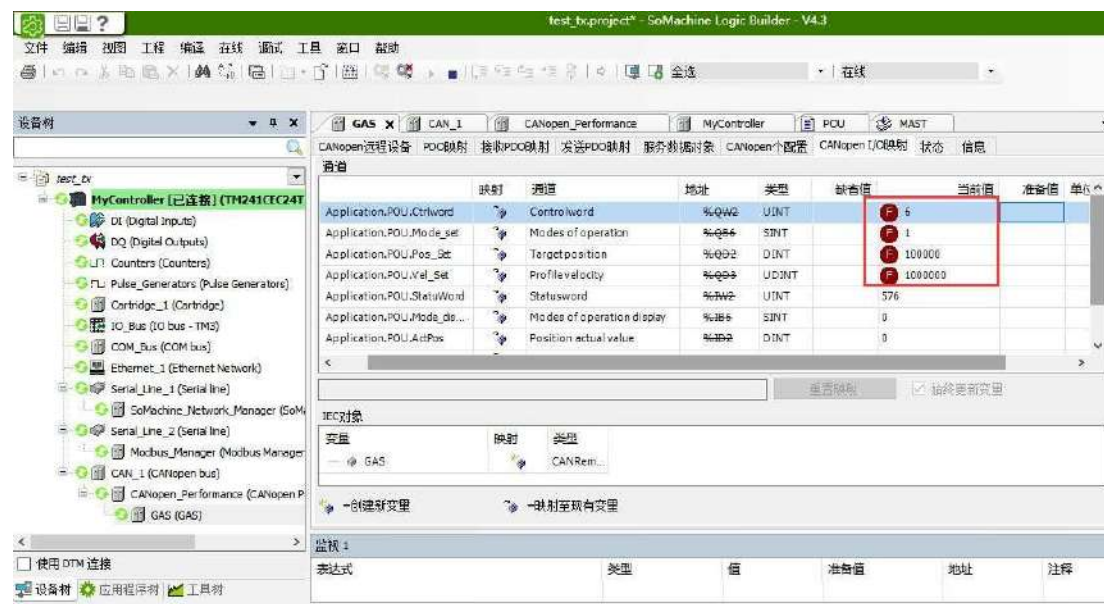 test_tx.project* - SoMachine Logic Builder - V4.3
文件 编辑 视图 工程 编译 在线 调试 工具 窗口 帮助
全选 在线
设备树
GAS CAN_1 CANopen_Performance MyController POU MAST
CANopen远程设备 PDO映射 接收PDO映射 发送PDO映射 服务数据对象 CANopen个配置 CANopen I/O映射 状态 信息
通道
映射 通道 地址 类型 缺省值 当前值 准备值 单位
Application.POU.Ctrlword Controlword %QW2 UINT F 6
Application.POU.Mode_set Modes of operation %QB6 SINT F 1
Application.POU.Pos_Set Target position %QD2 DINT F 100000
Application.POU.Vel_Set Profile velocity %QD3 UDINT F 1000000
Application.POU.StatuWord Statusword %IW2 UINT 576
Application.POU.Mode_dis... Modes of operation display %IB6 SINT 0
Application.POU.ActPos Position actual value %ID2 DINT 0
重置映射 始终更新变量
IEC对象
变量 映射 类型
GAS CANRem...
=创建新变量 =映射至现有变量
监视 1
表达式 类型 值 准备值 地址 注释
test_tx
MyController [已连接] (TM241CEC24T
DI (Digital Inputs)
DQ (Digital Outputs)
Counters (Counters)
Pulse_Generators (Pulse Generators)
Cartridge_1 (Cartridge)
IO_Bus (IO bus - TM3)
COM_Bus (COM bus)
Ethernet_1 (Ethernet Network)
Serial_Line_1 (Serial line)
SoMachine_Network_Manager (SoMa
Serial_Line_2 (Serial line)
Modbus_Manager (Modbus Manager
CAN_1 (CANopen bus)
CANopen_Performance (CANopen P
GAS (GAS)
使用 DTM 连接
设备树 应用程序树 工具树